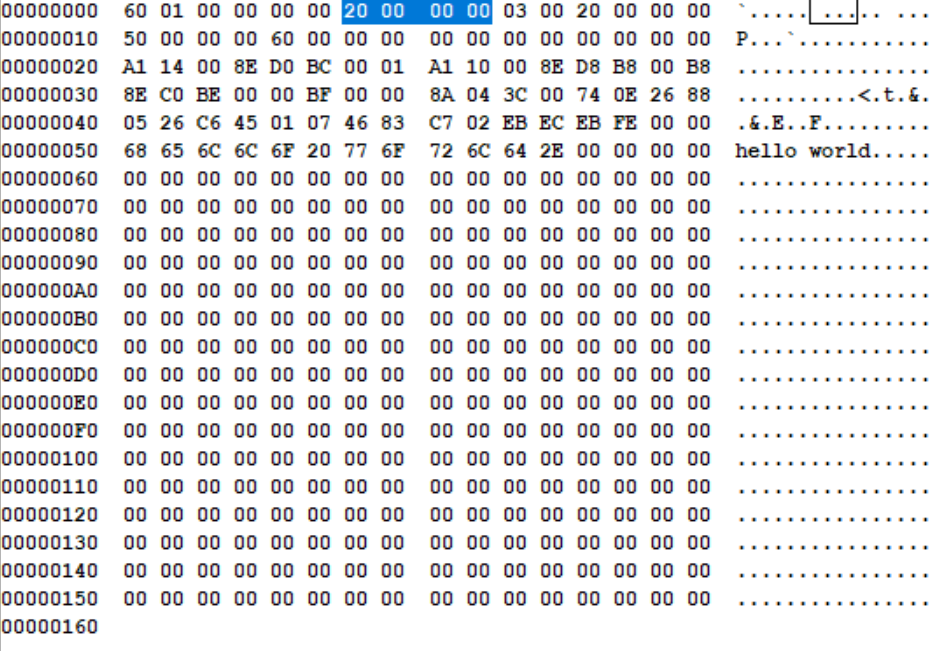 00000000 60 01 00 00 00 00 20 00 00 00 03 00 20 00 00 00 `..... ..... ...
00000010 50 00 00 00 60 00 00 00 00 00 00 00 00 00 00 00 P...`...........
00000020 A1 14 00 8E D0 BC 00 01 A1 10 00 8E D8 B8 00 B8 ................
00000030 8E C0 BE 00 00 BF 00 00 8A 04 3C 00 74 0E 26 88 ..........<.t.&.
00000040 05 26 C6 45 01 07 46 83 C7 02 EB EC EB FE 00 00 .&.E..F.........
00000050 68 65 6C 6C 6F 20 77 6F 72 6C 64 2E 00 00 00 00 hello world.....
00000060 00 00 00 00 00 00 00 00 00 00 00 00 00 00 00 00 ................
00000070 00 00 00 00 00 00 00 00 00 00 00 00 00 00 00 00 ................
00000080 00 00 00 00 00 00 00 00 00 00 00 00 00 00 00 00 ................
00000090 00 00 00 00 00 00 00 00 00 00 00 00 00 00 00 00 ................
000000A0 00 00 00 00 00 00 00 00 00 00 00 00 00 00 00 00 ................
000000B0 00 00 00 00 00 00 00 00 00 00 00 00 00 00 00 00 ................
000000C0 00 00 00 00 00 00 00 00 00 00 00 00 00 00 00 00 ................
000000D0 00 00 00 00 00 00 00 00 00 00 00 00 00 00 00 00 ................
000000E0 00 00 00 00 00 00 00 00 00 00 00 00 00 00 00 00 ................
000000F0 00 00 00 00 00 00 00 00 00 00 00 00 00 00 00 00 ................
00000100 00 00 00 00 00 00 00 00 00 00 00 00 00 00 00 00 ................
00000110 00 00 00 00 00 00 00 00 00 00 00 00 00 00 00 00 ................
00000120 00 00 00 00 00 00 00 00 00 00 00 00 00 00 00 00 ................
00000130 00 00 00 00 00 00 00 00 00 00 00 00 00 00 00 00 ................
00000140 00 00 00 00 00 00 00 00 00 00 00 00 00 00 00 00 ................
00000150 00 00 00 00 00 00 00 00 00 00 00 00 00 00 00 00 ................
00000160